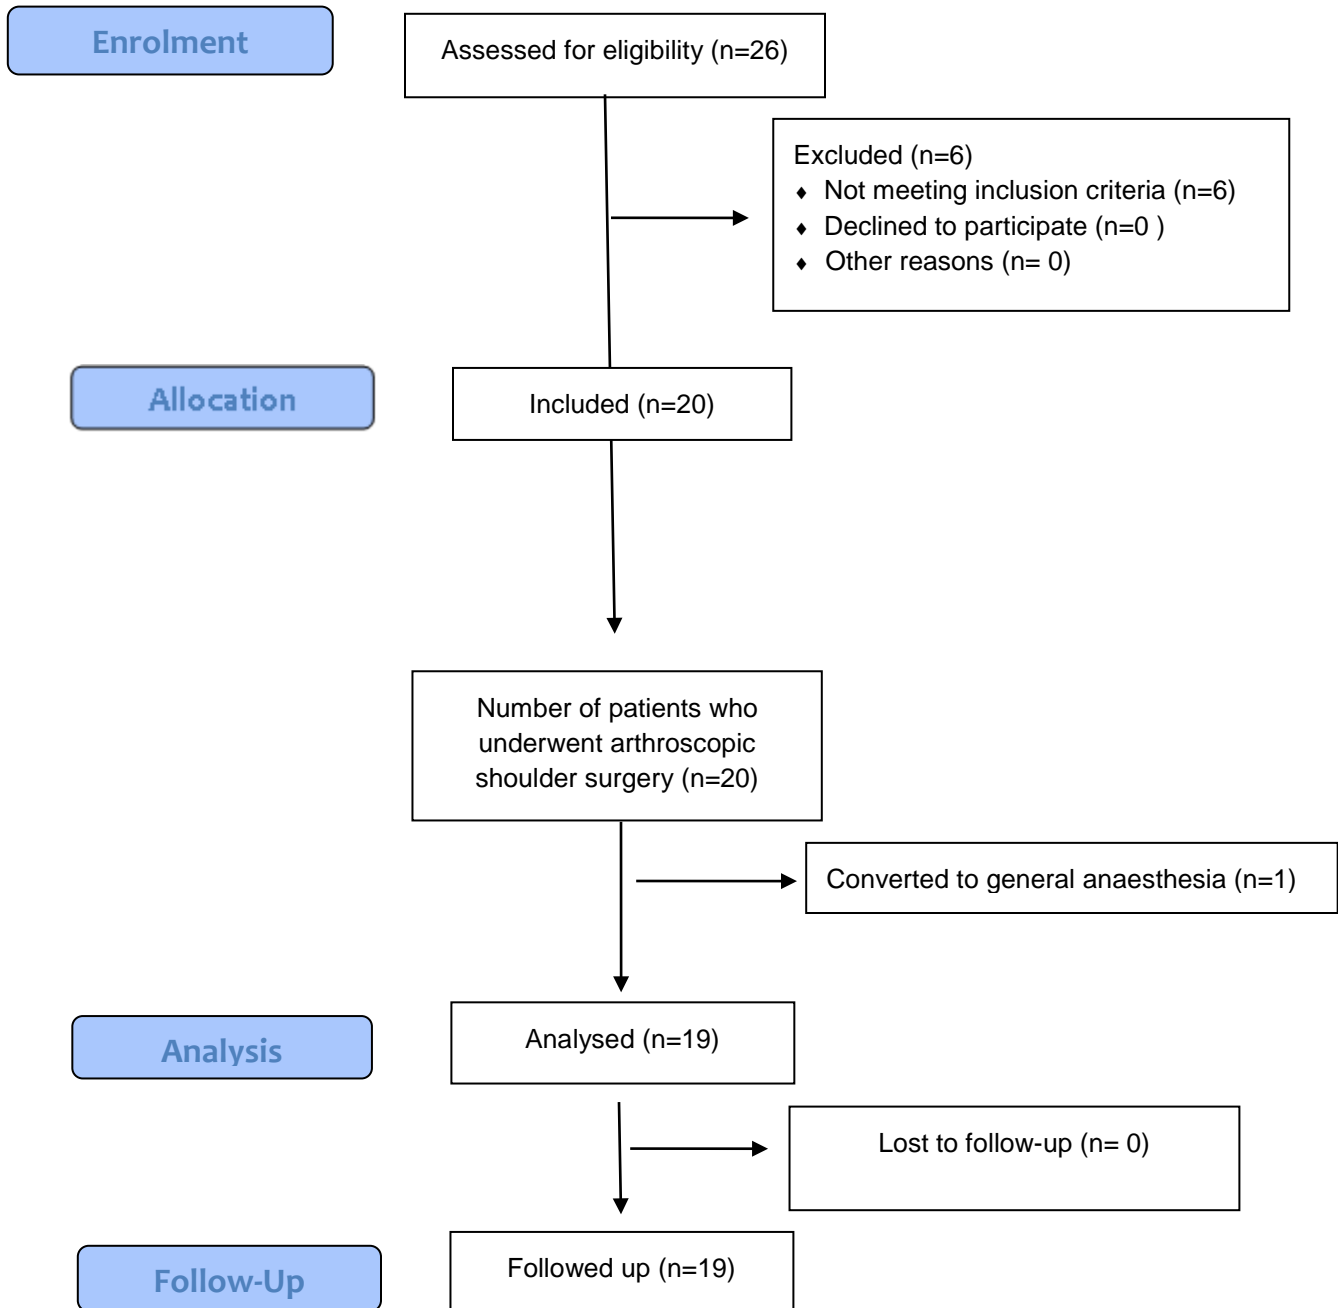 Enrolment
Assessed for eligibility (n=26)
Excluded (n=6)
♦ Not meeting inclusion criteria (n=6)
♦ Declined to participate (n=0 )
♦ Other reasons (n= 0)
Allocation
Included (n=20)
Number of patients who
underwent arthroscopic
shoulder surgery (n=20)
Converted to general anaesthesia (n=1)
Analysis
Analysed (n=19)
Lost to follow-up (n= 0)
Follow-Up
Followed up (n=19)